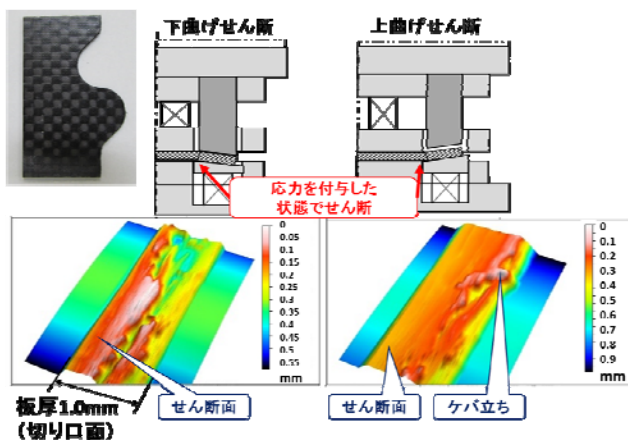 下曲げせん断
上曲げせん断
応力を付与した
状態でせん断
0
0.05
0.1
0.15
0.2
0.25
0.3
0.35
0.4
0.45
0.5
0.55
mm
0
0.1
0.2
0.3
0.4
0.5
0.6
0.7
0.8
0.9
mm
板厚1.0mm
(切り口面)
せん断面
せん断面
ケバ立ち